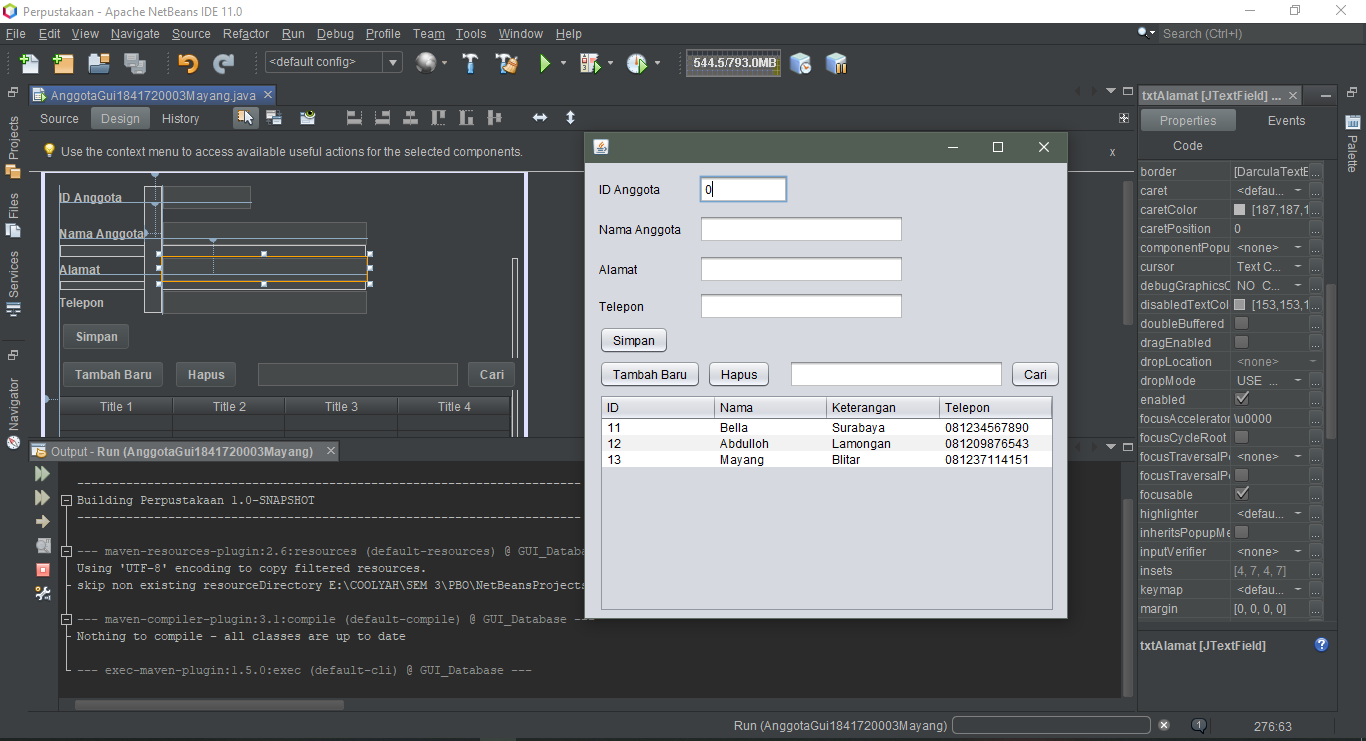 Perpustakaan - Apache NetBeans IDE 11.0
File Edit View Navigate Source Refactor Run Debug Profile Team Tools Window Help
Search (Ctrl+I)
<default config>
544.5/793.0MB
AnggotaGui1841720003Mayang.java
Source Design History
Use the context menu to access available useful actions for the selected components.
x
Projects
Files
Services
Navigator
ID Anggota
Nama Anggota
Alamat
Telepon
Simpan
Tambah Baru Hapus Cari
Title 1 Title 2 Title 3 Title 4
ID Anggota 0
Nama Anggota
Alamat
Telepon
Simpan
Tambah Baru Hapus Cari
ID Nama Keterangan Telepon
11 Bella Surabaya 081234567890
12 Abdulloh Lamongan 081209876543
13 Mayang Blitar 081237114151
txtAlamat [JTextField] ...
Properties Events
Code
Palette
border [DarculaTextE ...
caret <defau... ...
caretColor [187,187,1 ...
caretPosition 0 ...
componentPopu <none> ...
cursor Text C... ...
debugGraphicsO NO_C... ...
disabledTextCol [153,153,1 ...
doubleBuffered ...
dragEnabled ...
dropLocation <none>
dropMode USE_... ...
enabled ...
focusAccelerator \u0000 ...
focusCycleRoot ...
focusTraversalPo <none> ...
focusTraversalPo ...
focusable ...
highlighter <defau... ...
inheritsPopupMe ...
inputVerifier <none> ...
insets [4, 7, 4, 7] ...
keymap <defau... ...
margin [0, 0, 0, 0] ...
txtAlamat [JTextField]
?
Output - Run (AnggotaGui1841720003Mayang)
------------------------------------------------------------------------
Building Perpustakaan 1.0-SNAPSHOT
------------------------------------------------------------------------
--- maven-resources-plugin:2.6:resources (default-resources) @ GUI_Databa
Using 'UTF-8' encoding to copy filtered resources.
skip non existing resourceDirectory E:\COOLYAH\SEM 3\PBO\NetBeansProjects
--- maven-compiler-plugin:3.1:compile (default-compile) @ GUI_Database ---
Nothing to compile - all classes are up to date
--- exec-maven-plugin:1.5.0:exec (default-cli) @ GUI_Database ---
Run (AnggotaGui1841720003Mayang)
1
276:63